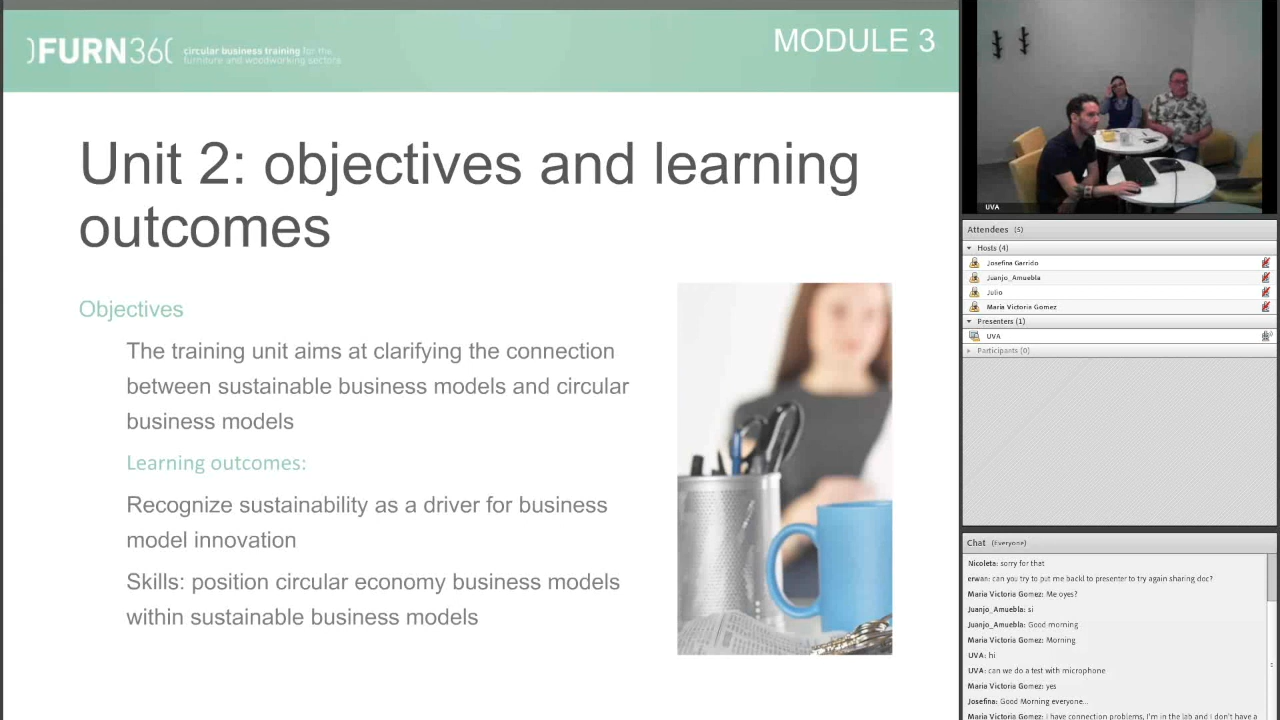 )FURN36(
circular business training for the
furniture and woodworking sectors
MODULE 3
Unit 2: objectives and learning
outcomes
Objectives
The training unit aims at clarifying the connection
between sustainable business models and circular
business models
Learning outcomes:
Recognize sustainability as a driver for business
model innovation
Skills: position circular economy business models
within sustainable business models
UVA
Attendees (5)
Hosts (4)
Josefina Garrido
Juanjo_Amuebla
Julio
Maria Victoria Gomez
Presenters (1)
UVA
Participants (0)
Chat (Everyone)
Nicoleta: sorry for that
erwan: can you try to put me backl to presenter to try again sharing doc?
Maria Victoria Gomez: Me oyes?
Juanjo_Amuebla: si
Juanjo_Amuebla: Good morning
Maria Victoria Gomez: Morning
UVA: hi
UVA: can we do a test with microphone
Maria Victoria Gomez: yes
Josefina: Good Morning everyone...
Maria Victoria Gomez: i have connection problems, I'm in the lab and I don't have a